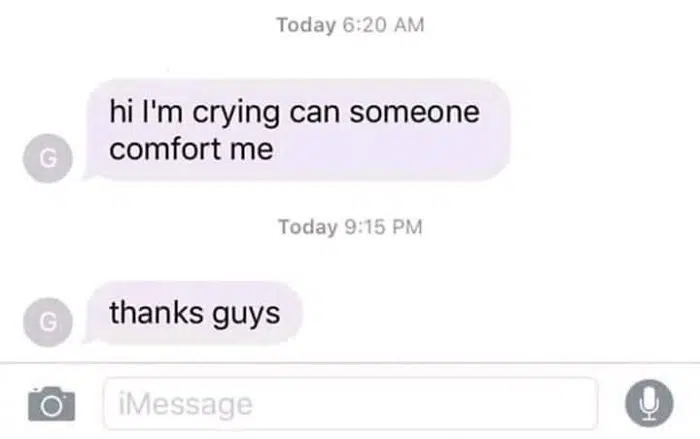 Today 6:20 AM
hi I'm crying can someone
comfort me
G
Today 9:15 PM
thanks guys
G
iMessage